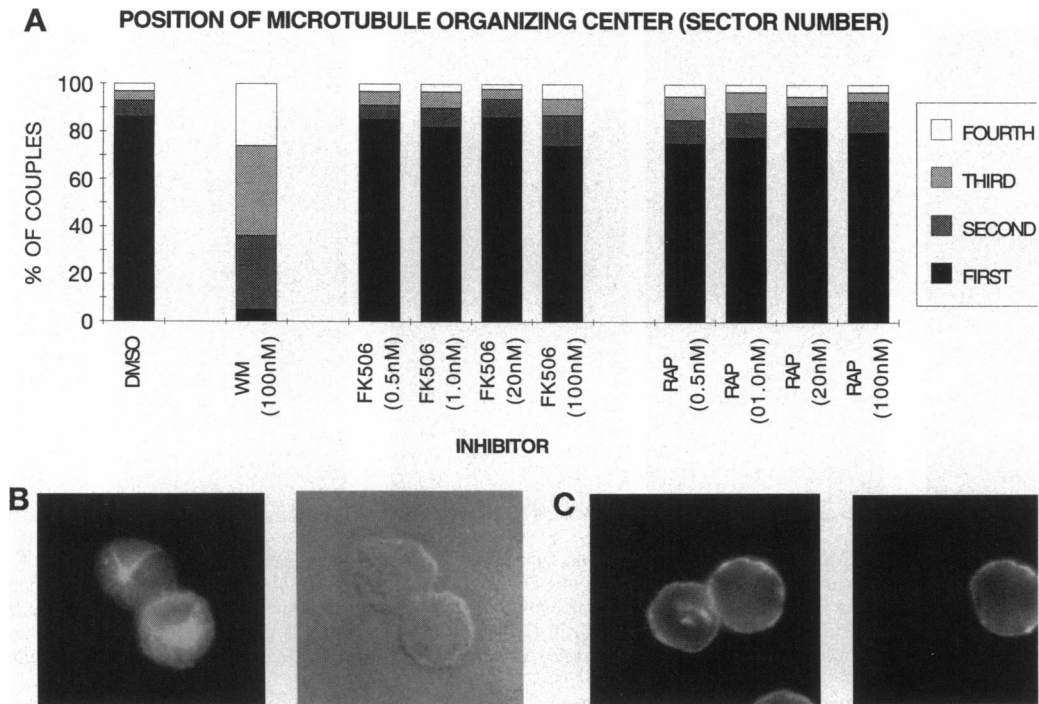 A
POSITION OF MICROTUBULE ORGANIZING CENTER (SECTOR NUMBER)
% OF COUPLES
100
80
60
40
20
0
DMSO
WM
(100nM)
FK506
(0.5nM)
FK506
(1.0nM)
FK506
(20nM)
FK506
(100nM)
RAP
(0.5nM)
RAP
(01.0nM)
RAP
(20nM)
RAP
(100nM)
INHIBITOR
FOURTH
THIRD
SECOND
FIRST
B
C